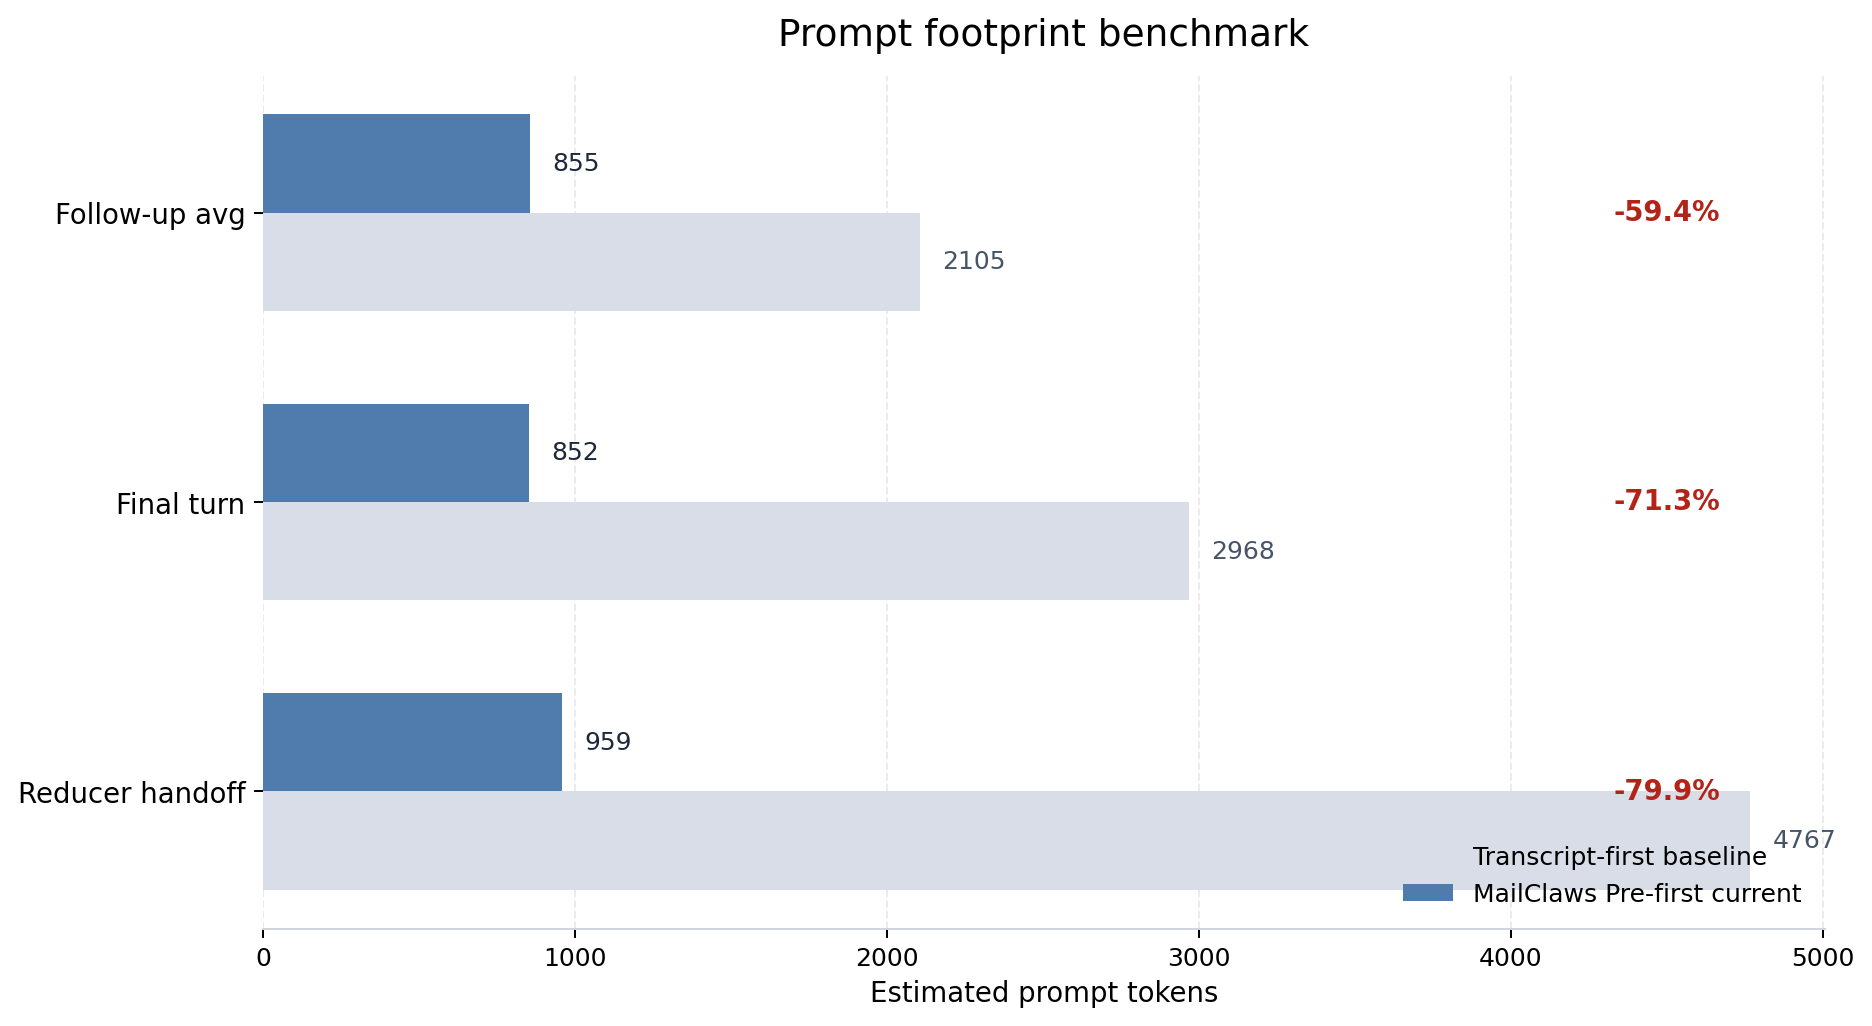 Prompt footprint benchmark
855
Follow-up avg
-59.4%
2105
852
Final turn
-71.3%
2968
959
Reducer handoff
-79.9%
4767
Transcript-first baseline
MailClaws Pre-first current
0 1000 2000 3000 4000 5000
Estimated prompt tokens